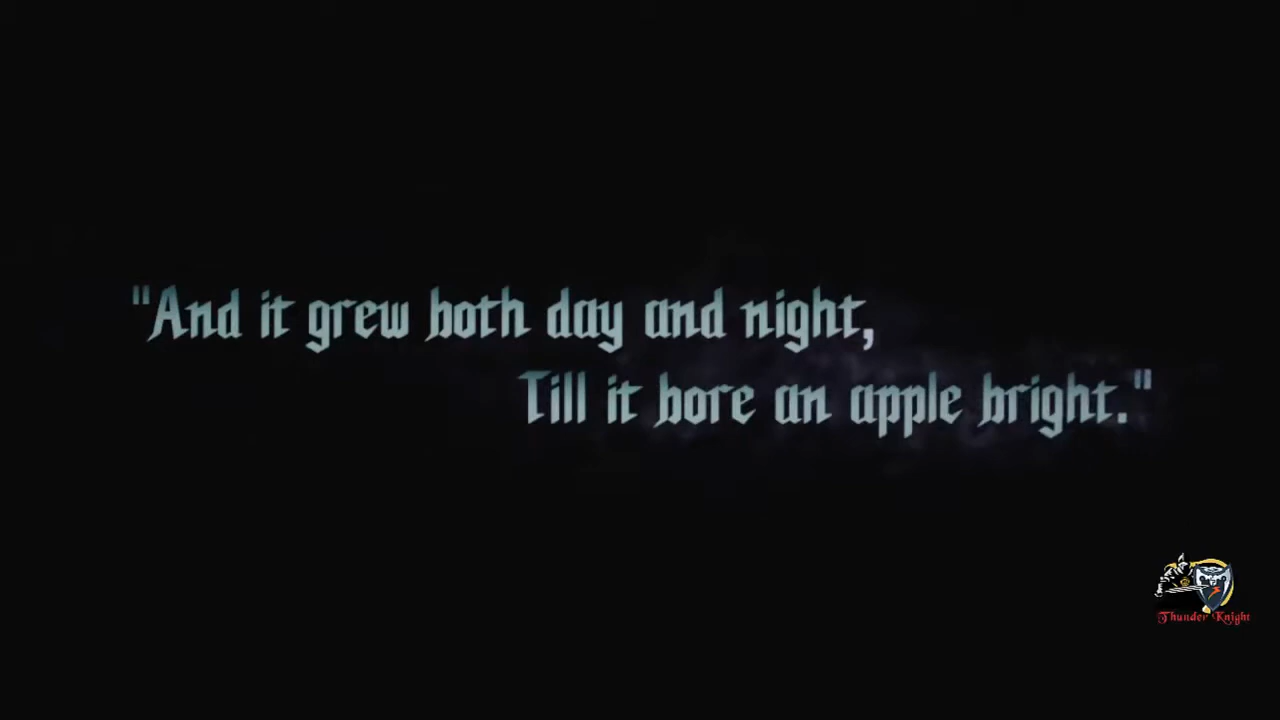 "And it grew both day and night,
Till it bore an apple bright."
Thunder Knight